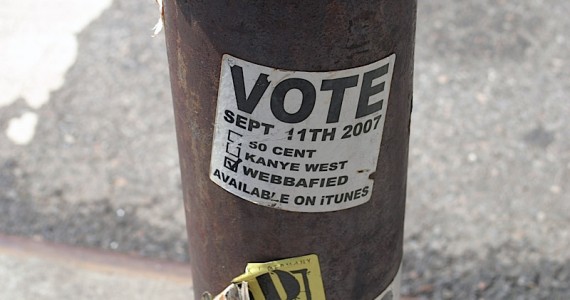 VOTE
SEPT 11TH 2007
50 CENT
KANYE WEST
WEBBAFIED
AVAILABLE ON iTUNES